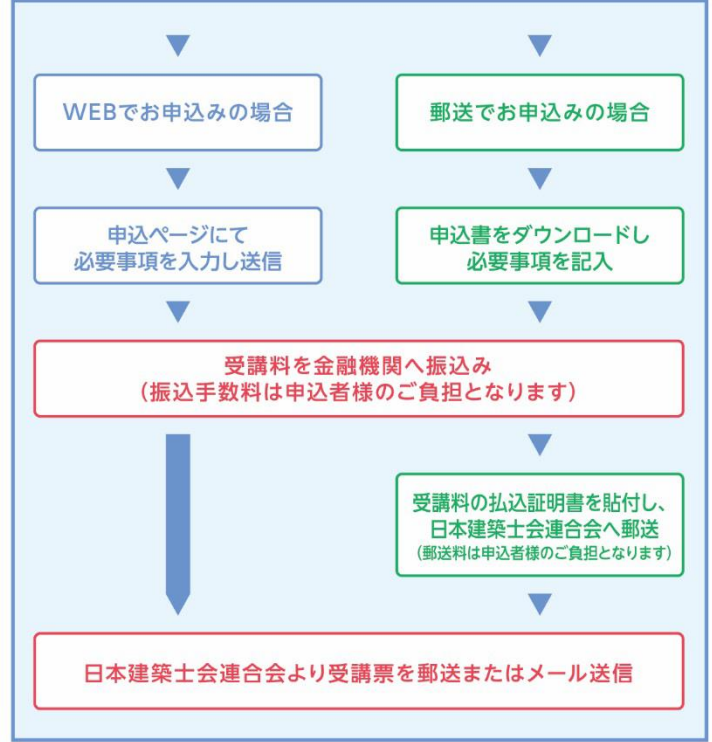 WEBでお申込みの場合
郵送でお申込みの場合
申込ページにて
必要事項を入力し送信
申込書をダウンロードし
必要事項を記入
受講料を金融機関へ振込み
（振込手数料は申込者様のご負担となります）
受講料の払込証明書を貼付し、
日本建築士会連合会へ郵送
（郵送料は申込者様のご負担となります）
日本建築士会連合会より受講票を郵送またはメール送信